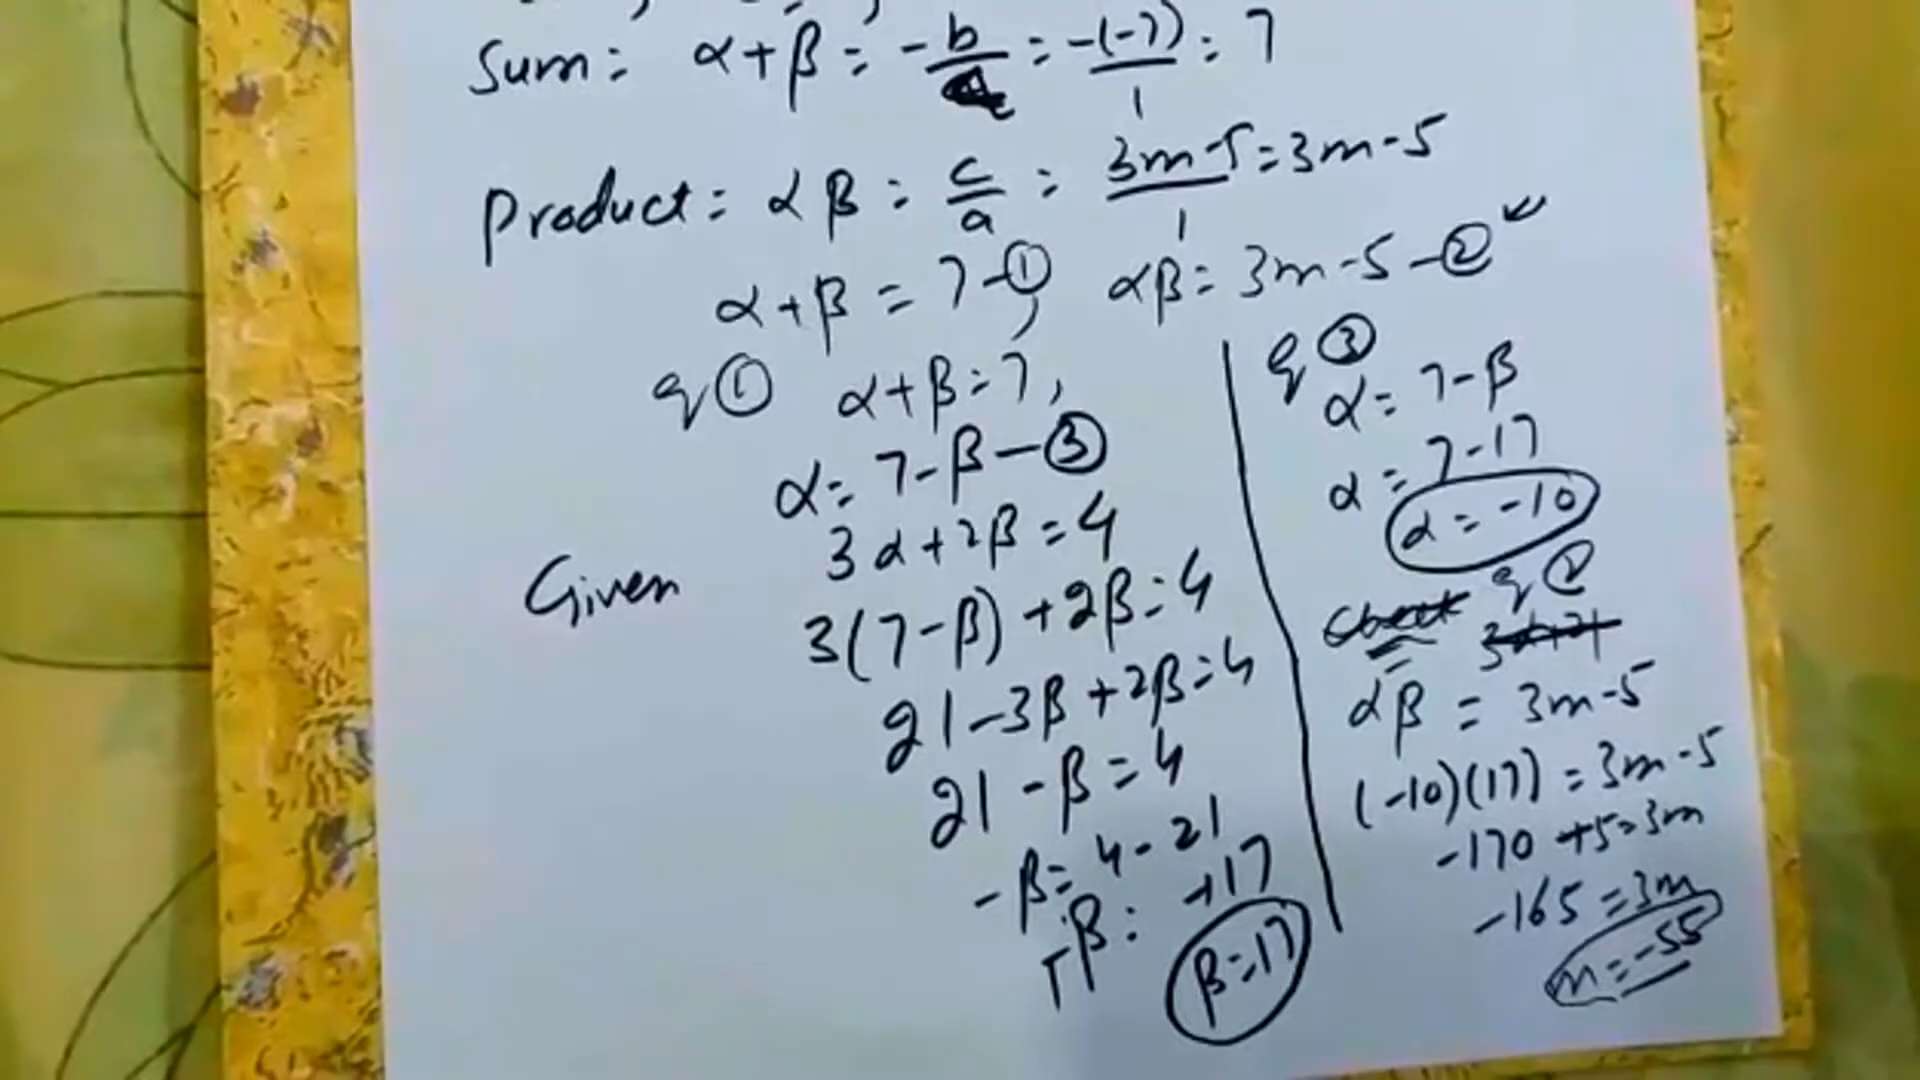 Sum: α+β = -b/a = -(-7)/1 = 7
Product: αβ = c/a = 3m-5/1 = 3m-5
α+β = 7 -①, αβ = 3m-5 -②
q ① α+β=7,
α = 7-β -③
Given 3α+2β = 4
3(7-β)+2β=4
21-3β+2β=4
21-β=4
-β= 4-21
β: +17
β=17
q ③
α= 7-β
α = 7-17
α = -10
q ②
αβ = 3m-5
(-10)(17) = 3m-5
-170 +5=3m
-165 = 3m
m=-55